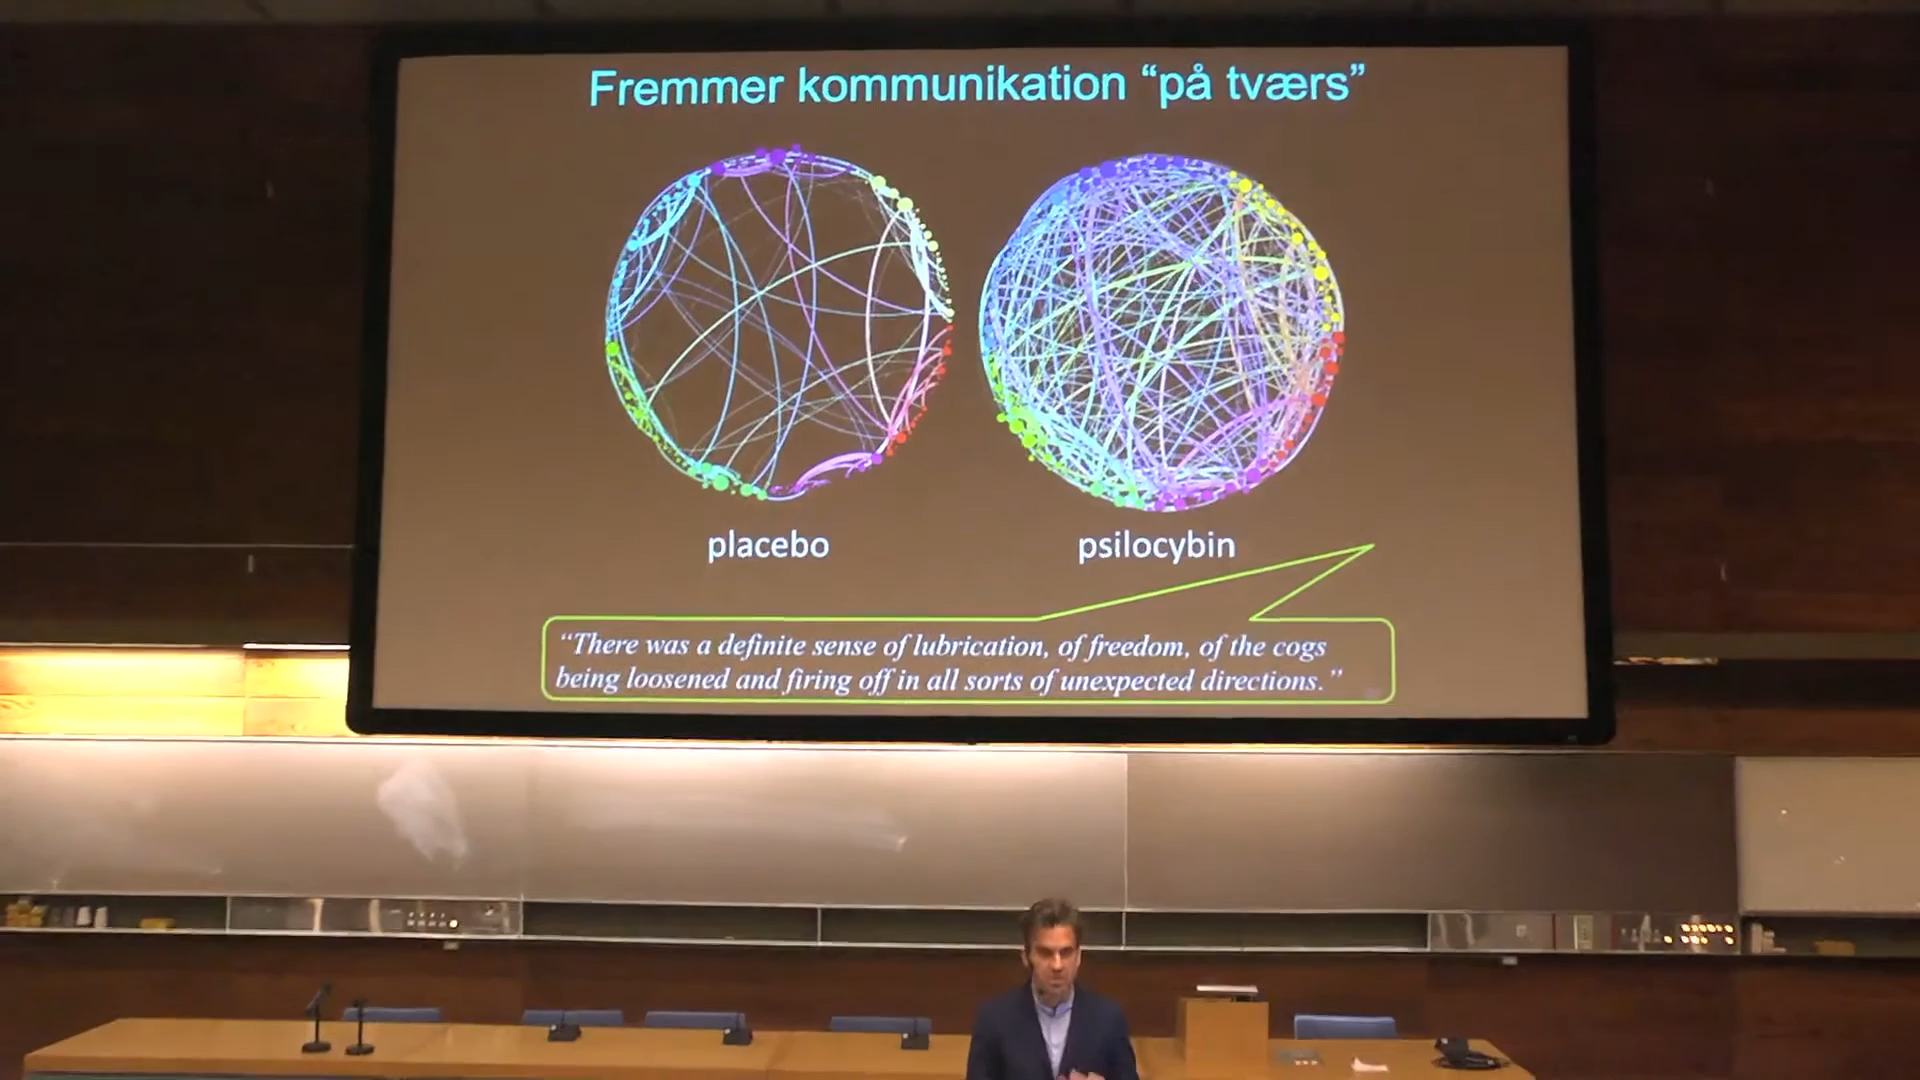 Fremmer kommunikation “på tværs”
placebo
psilocybin
“There was a definite sense of lubrication, of freedom, of the cogs
being loosened and firing off in all sorts of unexpected directions.”